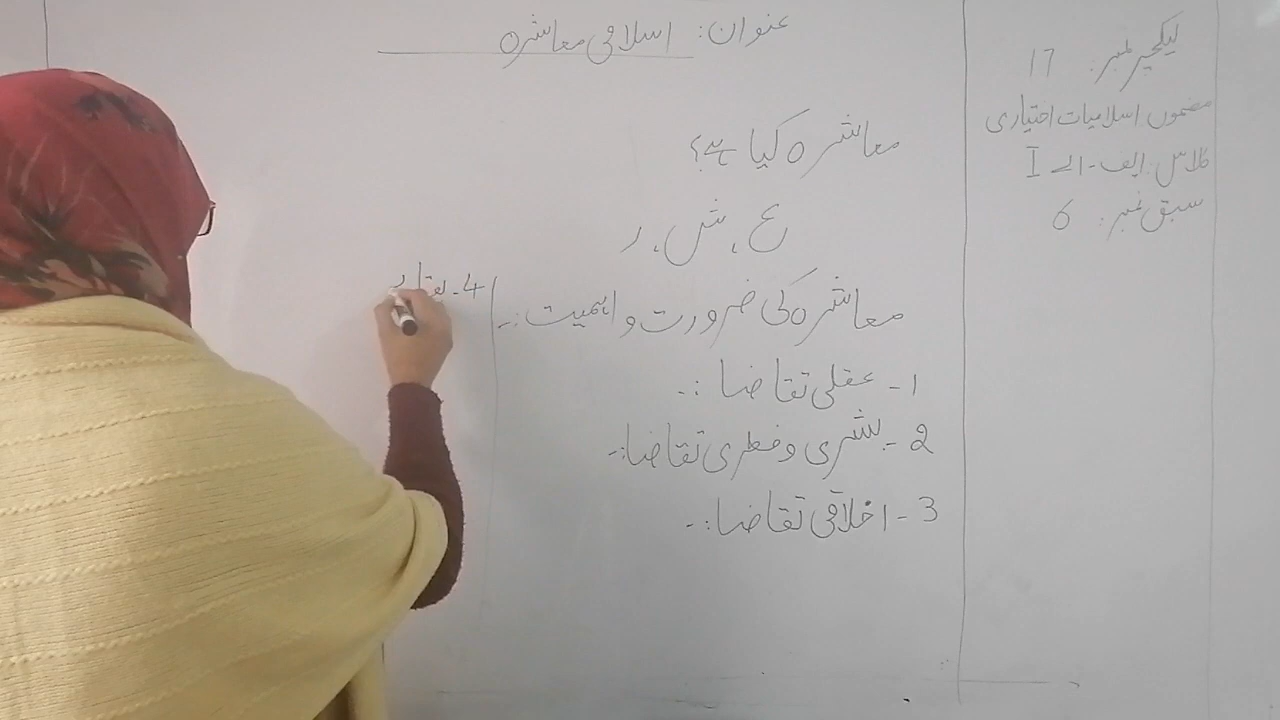 عنوان: اسلامی معاشرہ
لیکچر نمبر: 17
مضمون اسلامیات اختیاری
کلاس: ایف-اے I
سبق نمبر: 6
معاشرہ کیا ہے؟
ع، ش، ر
معاشرہ کی ضرورت و اہمیت :-
1- عقلی تقاضا :-
2- بشری و فطری تقاضا:-
3- اخلاقی تقاضا:-
4-